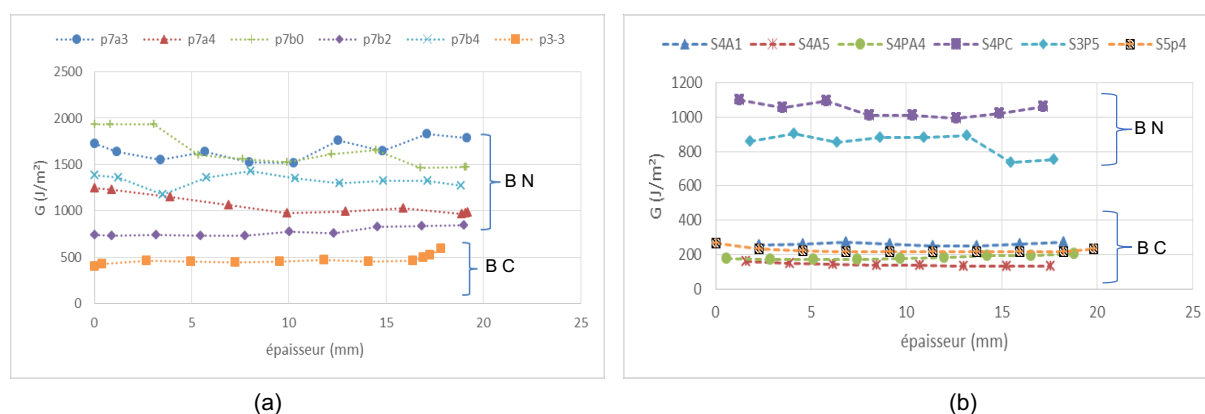 p7a3 p7a4 p7b0 p7b2 p7b4 p3-3
2500
2000
1500
1000
500
0
G (J/m²)
0 5 10 15 20 25
épaisseur (mm)
B N
B C
(a)
S4A1 S4A5 S4PA4 S4PC S3P5 S5p4
1200
1000
800
600
400
200
0
G (J/m²)
0 5 10 15 20 25
épaisseur (mm)
B N
B C
(b)